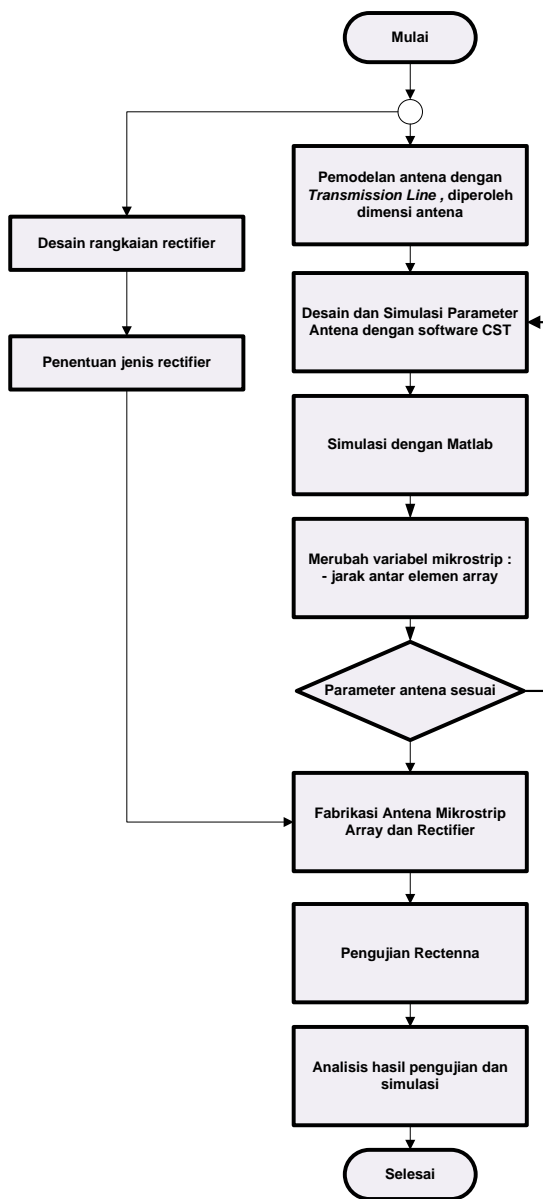 Mulai
Pemodelan antena dengan
Transmission Line , diperoleh
dimensi antena
Desain rangkaian rectifier
Desain dan Simulasi Parameter
Antena dengan software CST
Penentuan jenis rectifier
Simulasi dengan Matlab
Merubah variabel mikrostrip :
- jarak antar elemen array
Parameter antena sesuai
Fabrikasi Antena Mikrostrip
Array dan Rectifier
Pengujian Rectenna
Analisis hasil pengujian dan
simulasi
Selesai